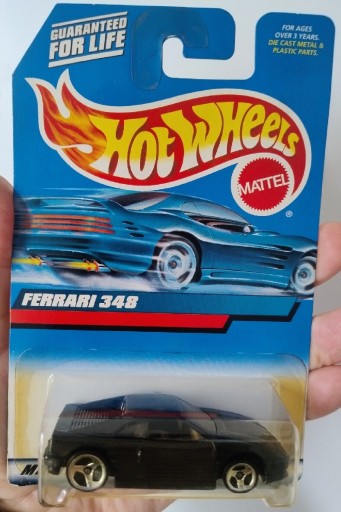 GUARANTEED
FOR LIFE
FOR AGES
OVER 3 YEARS.
DIE CAST METAL &
PLASTIC PARTS.
HOT WHEELS
MATTEL
®
FERRARI 348